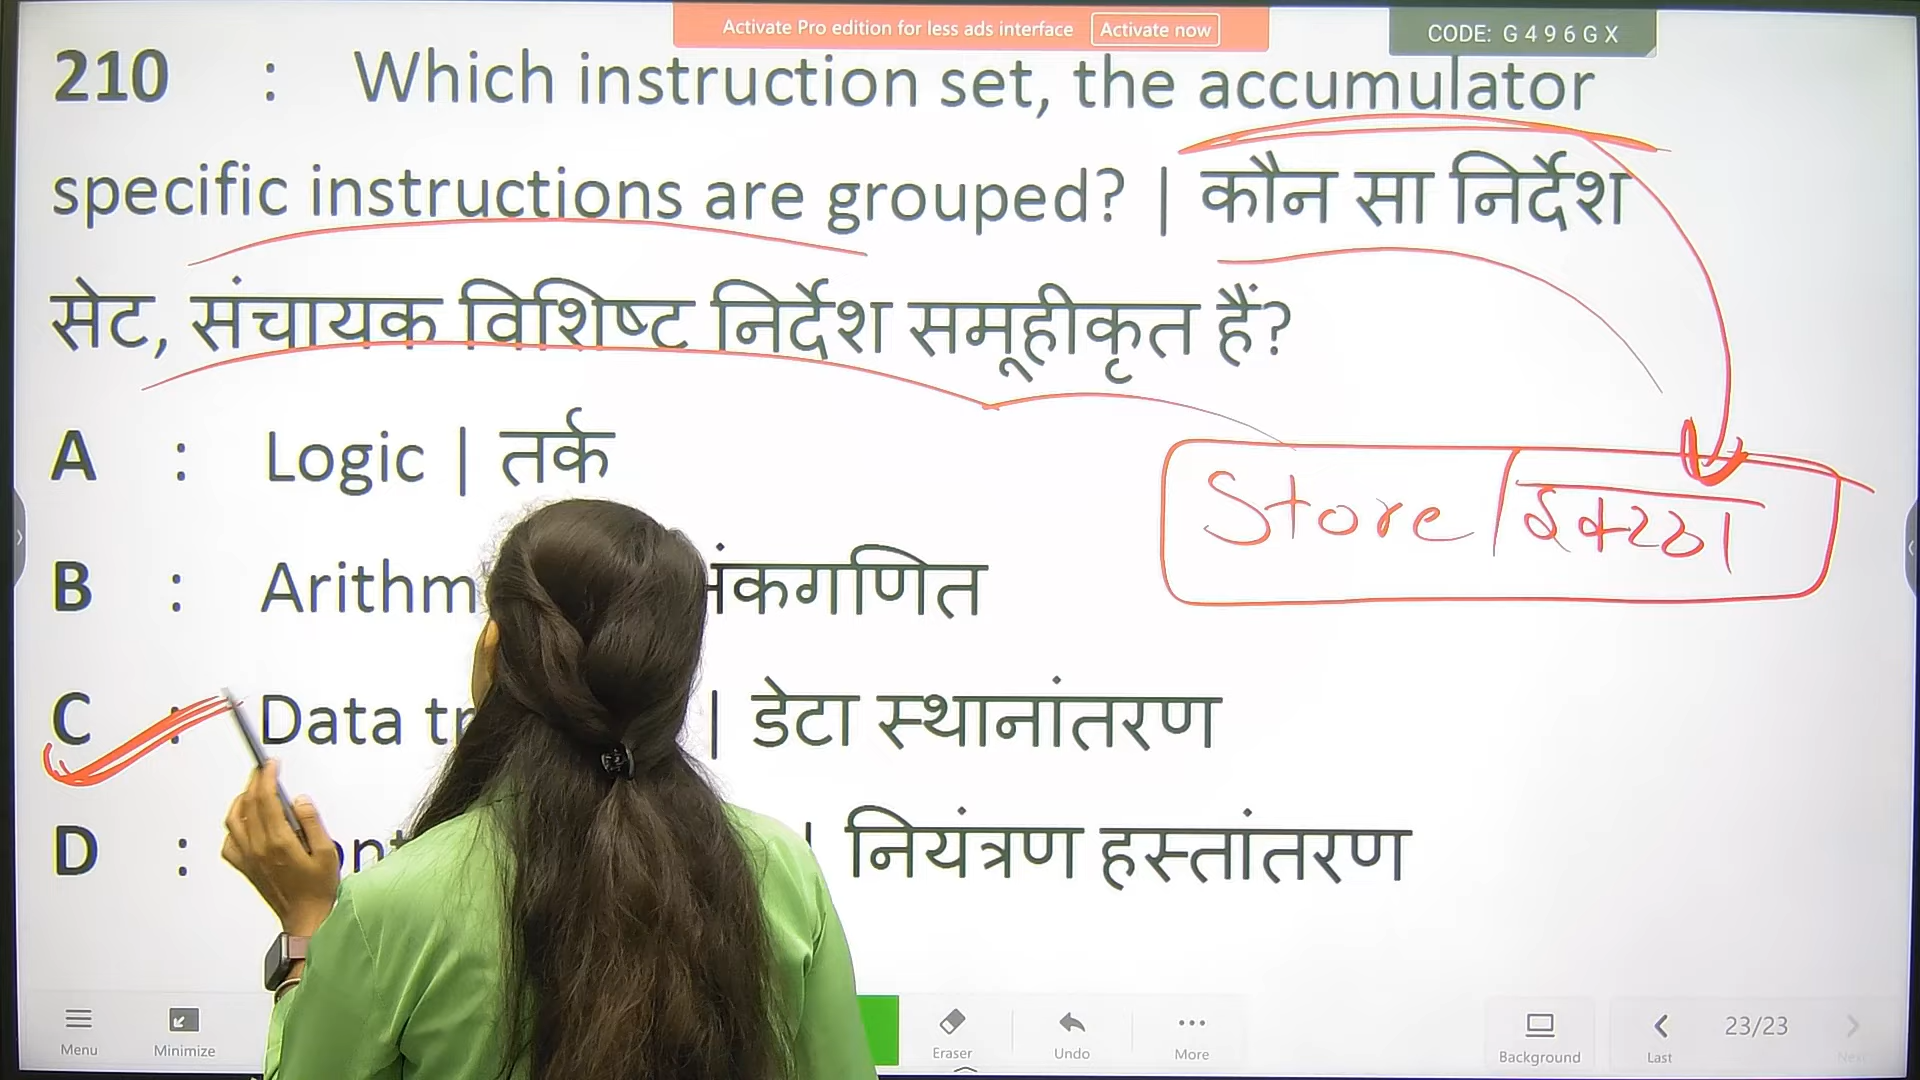 Activate Pro edition for less ads interface Activate now
CODE: G 4 9 6 G X
210 : Which instruction set, the accumulator
specific instructions are grouped? | कौन सा निर्देश
सेट, संचायक विशिष्ट निर्देश समूहीकृत हैं?
A : Logic | तर्क
Store | इकट्ठा
B : Arithm
C : Data | डेटा स्थानांतरण
D : | नियंत्रण हस्तांतरण
Menu Minimize Eraser Undo More Background Last 23/23 Next